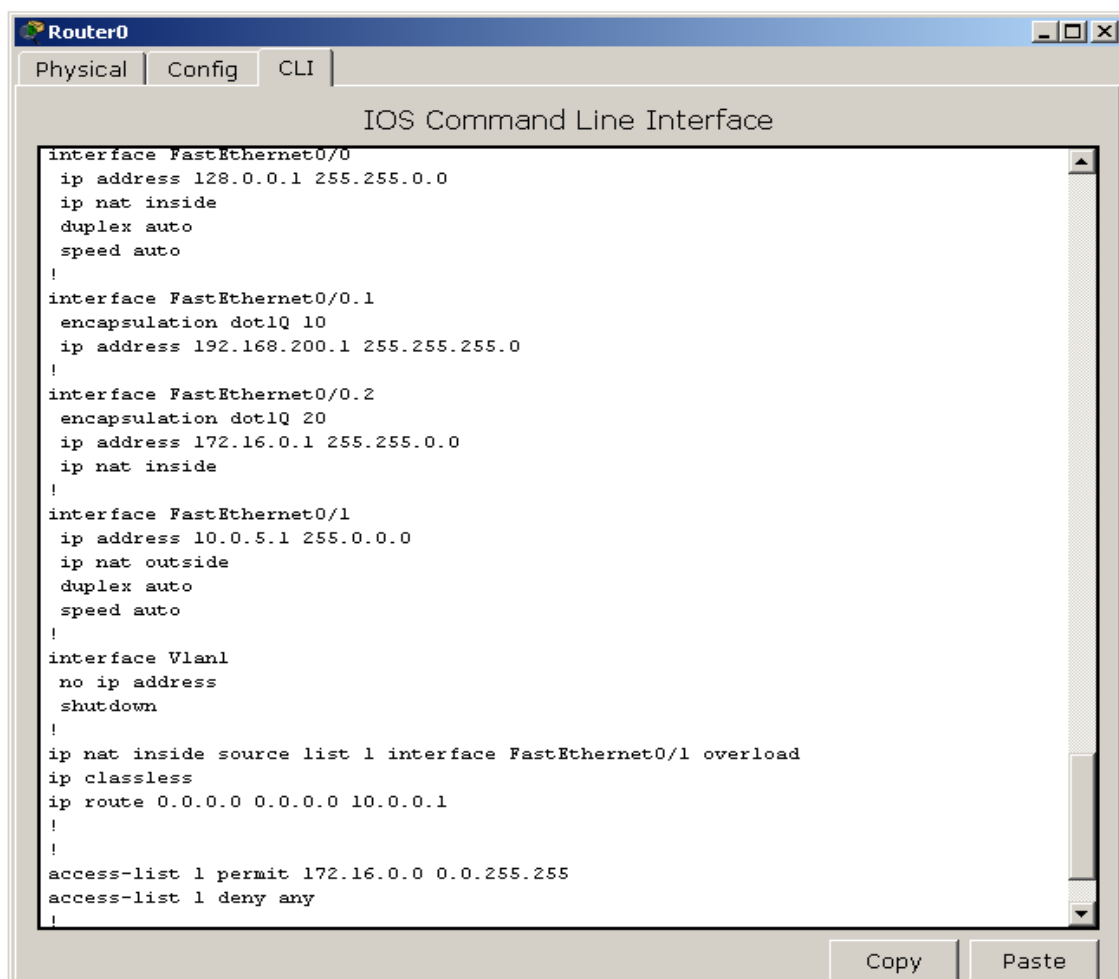 Router0
Physical
Config
CLI
IOS Command Line Interface
interface FastEthernet0/0
ip address 128.0.0.1 255.255.0.0
ip nat inside
duplex auto
speed auto
!
interface FastEthernet0/0.1
encapsulation dot1Q 10
ip address 192.168.200.1 255.255.255.0
!
interface FastEthernet0/0.2
encapsulation dot1Q 20
ip address 172.16.0.1 255.255.0.0
ip nat inside
!
interface FastEthernet0/1
ip address 10.0.5.1 255.0.0.0
ip nat outside
duplex auto
speed auto
!
interface Vlan1
no ip address
shutdown
!
ip nat inside source list 1 interface FastEthernet0/1 overload
ip classless
ip route 0.0.0.0 0.0.0.0 10.0.0.1
!
!
access-list 1 permit 172.16.0.0 0.0.255.255
access-list 1 deny any
!
Copy
Paste